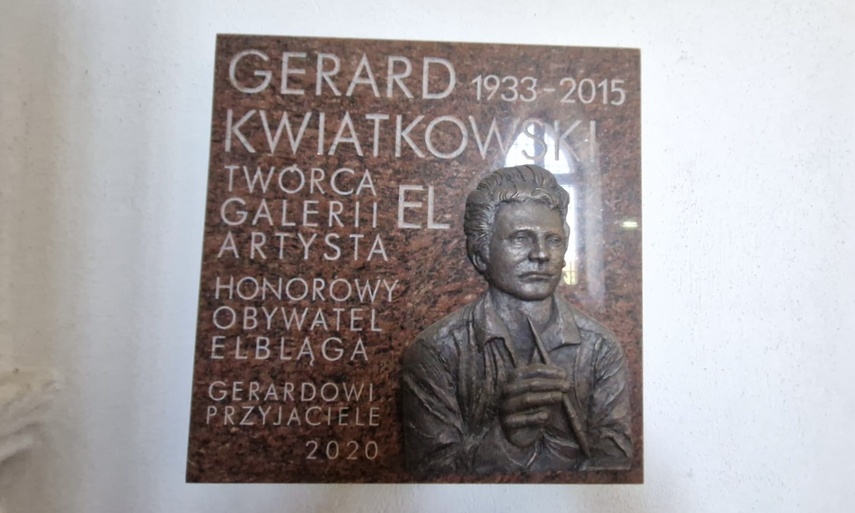 GERARD 1933-2015
KWIATKOWSKI
TWÓRCA
GALERII EL
ARTYSTA
HONOROWY
OBYWATEL
ELBLĄGA
GERARDOWI
PRZYJACIELE
2020